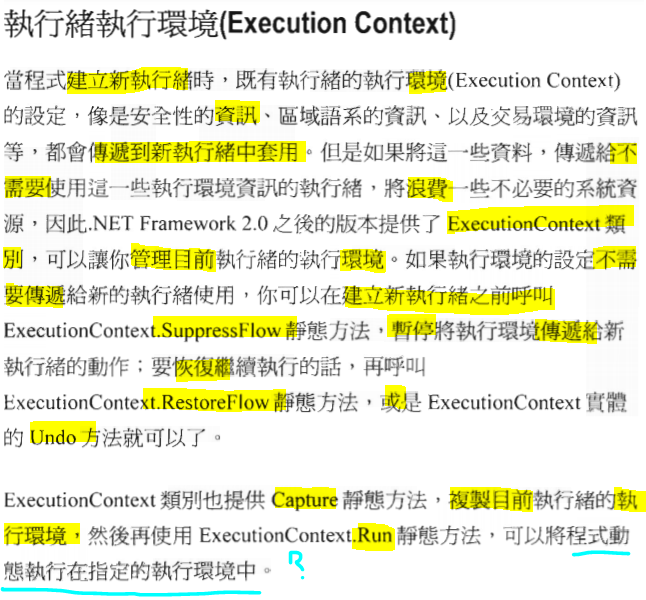 執行緒執行環境(Execution Context)
當程式建立新執行緒時，既有執行緒的執行環境(Execution Context)
的設定，像是安全性的資訊、區域語系的資訊、以及交易環境的資訊
等，都會傳遞到新執行緒中套用。但是如果將這一些資料，傳遞給不
需要使用這一些執行環境資訊的執行緒，將浪費一些不必要的系統資
源，因此.NET Framework 2.0 之後的版本提供了 ExecutionContext 類
別，可以讓你管理目前執行緒的執行環境。如果執行環境的設定不需
要傳遞給新的執行緒使用，你可以在建立新執行緒之前呼叫
ExecutionContext.SuppressFlow 靜態方法，暫停將執行環境傳遞給新
執行緒的動作；要恢復繼續執行的話，再呼叫
ExecutionContext.RestoreFlow 靜態方法，或是 ExecutionContext 實體
的 Undo 方法就可以了。
ExecutionContext 類別也提供 Capture 靜態方法，複製目前執行緒的執
行環境，然後再使用 ExecutionContext.Run 靜態方法，可以將程式動
態執行在指定的執行環境中。